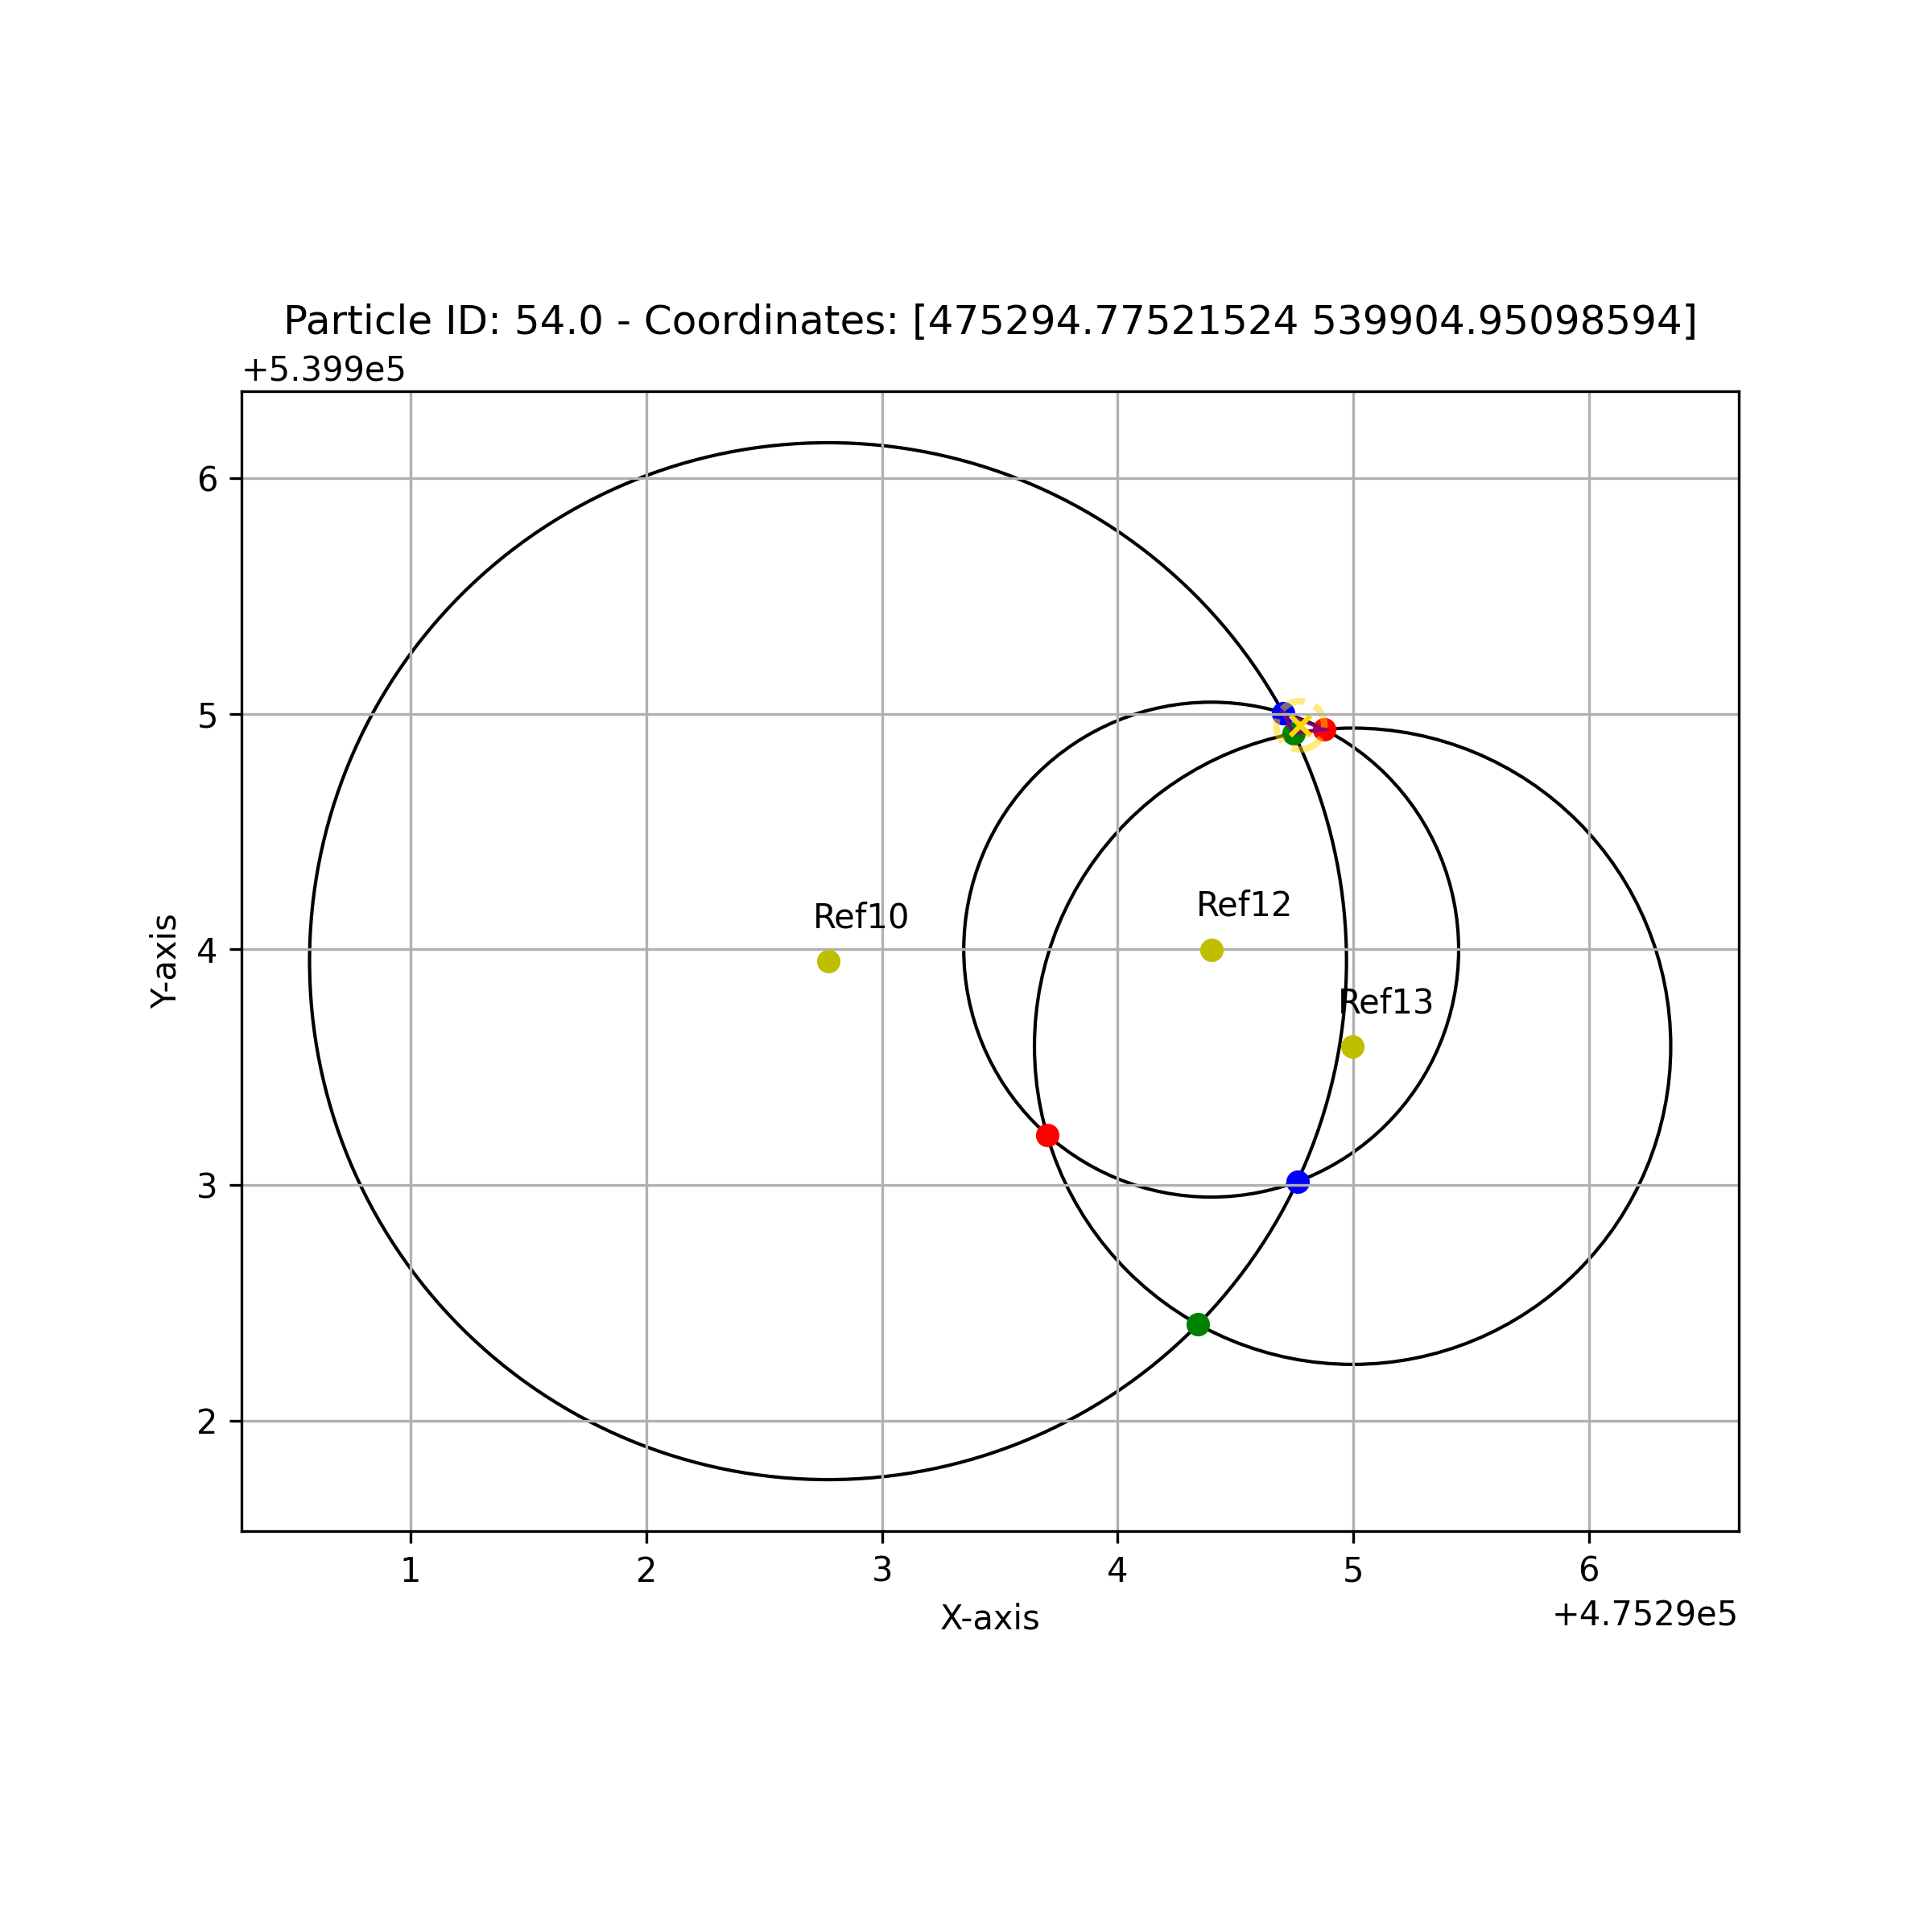 Particle ID: 54.0 - Coordinates: [475294.77521524 539904.95098594]
+5.399e5
6
5
4
3
2
Y-axis
Ref10
Ref12
Ref13
1 2 3 4 5 6
X-axis
+4.7529e5